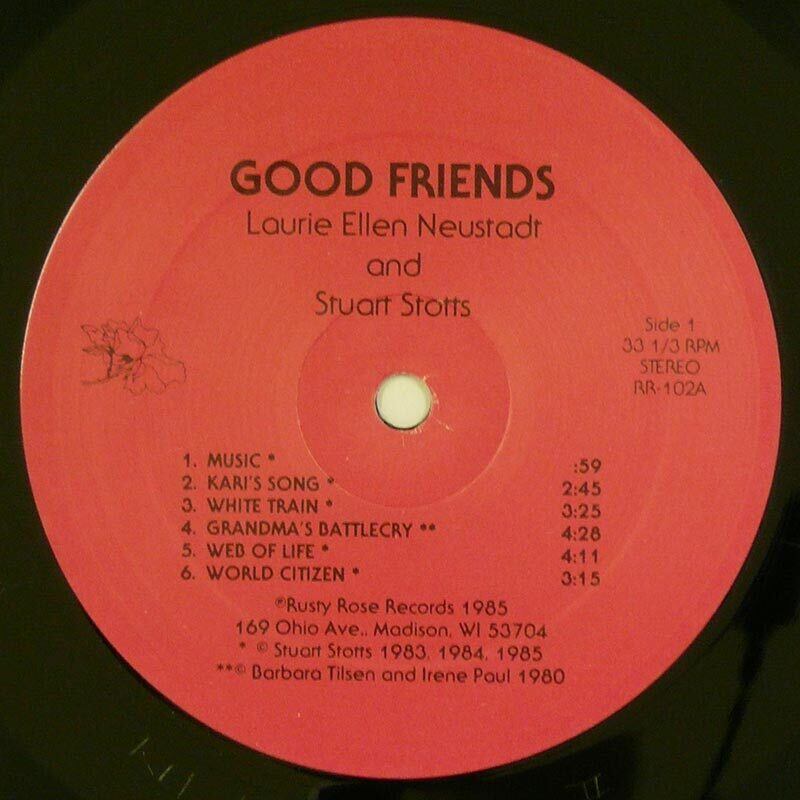 GOOD FRIENDS
Laurie Ellen Neustadt
and
Stuart Stotts
Side 1
33 1/3 RPM
STEREO
RR-102A
1. MUSIC * :59
2. KARI'S SONG * 2:45
3. WHITE TRAIN * 3:25
4. GRANDMA'S BATTLECRY ** 4:28
5. WEB OF LIFE * 4:11
6. WORLD CITIZEN * 3:15
℗Rusty Rose Records 1985
169 Ohio Ave., Madison, WI 53704
* © Stuart Stotts 1983, 1984, 1985
**© Barbara Tilsen and Irene Paul 1980